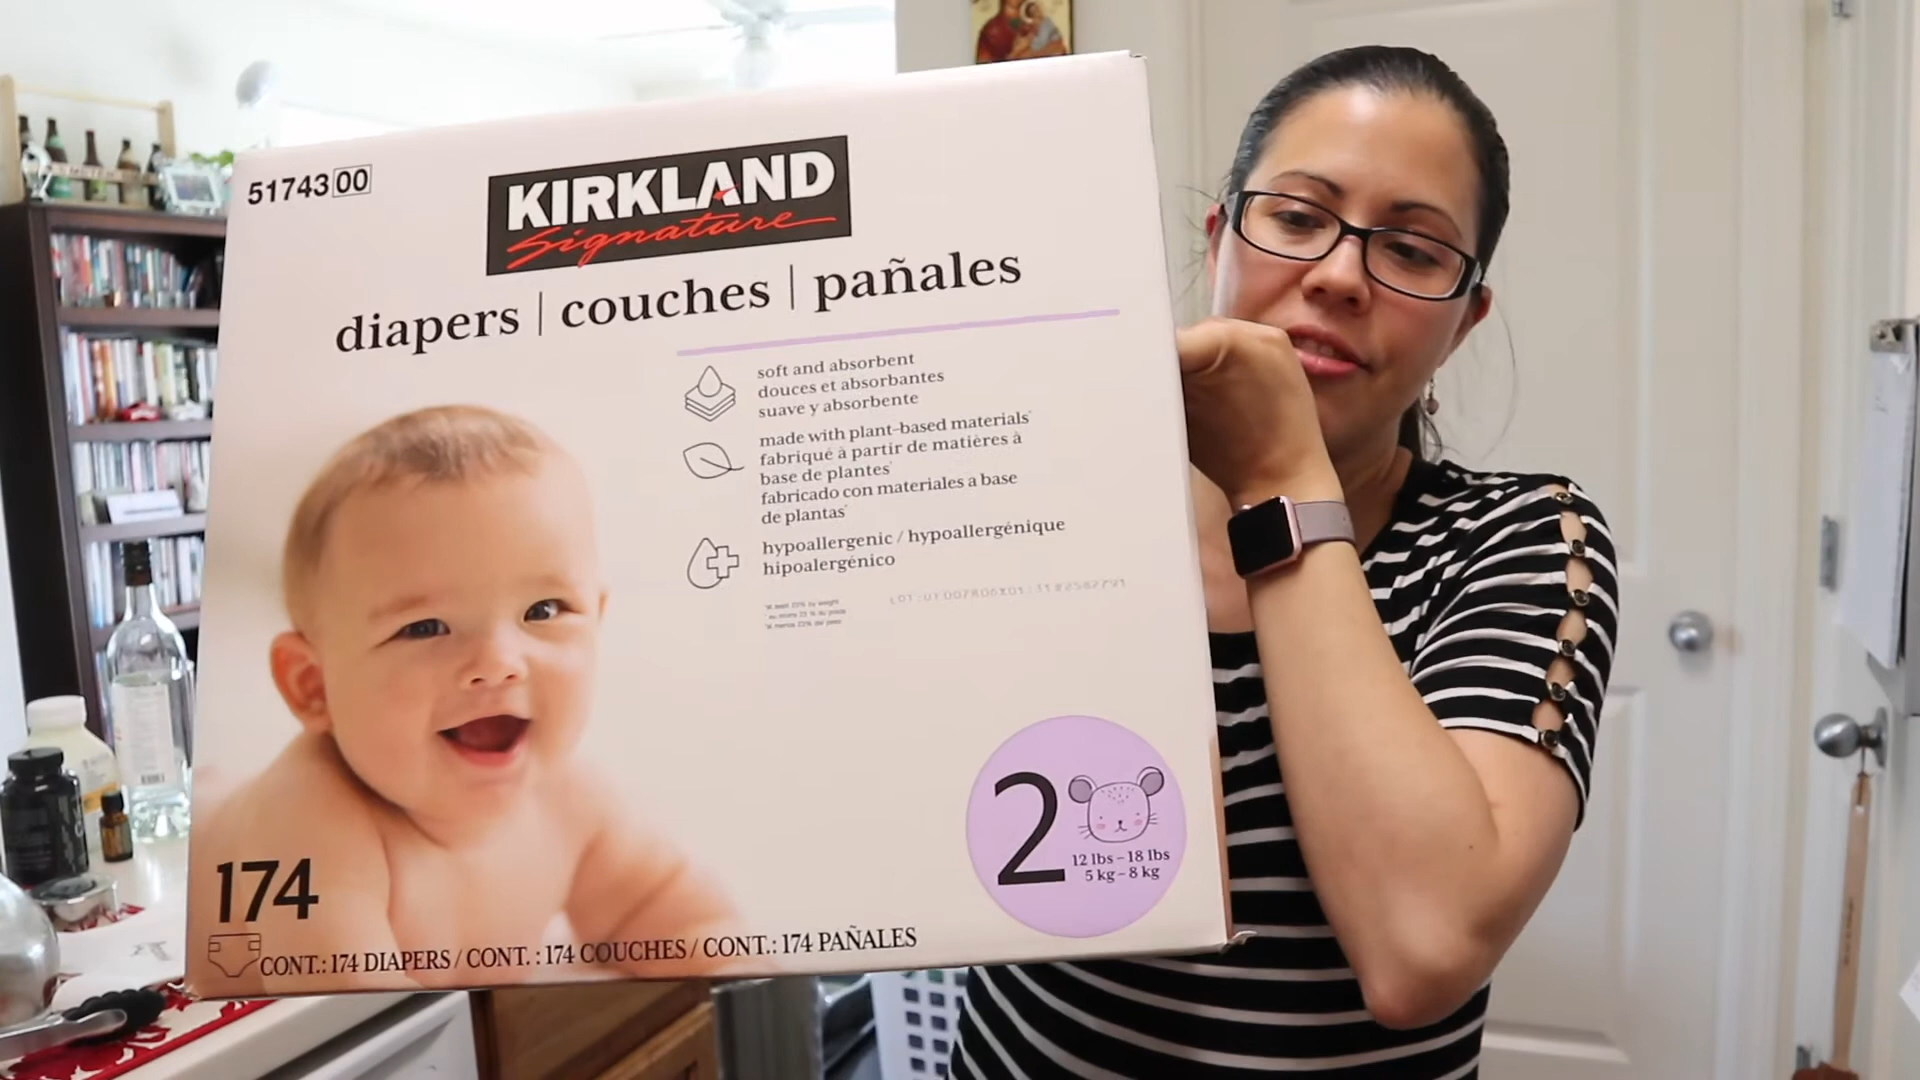 5174300
KIRKLAND
Signature
diapers | couches | pañales
soft and absorbent
douces et absorbantes
suave y absorbente
made with plant-based materials*
fabriqué à partir de matières à
base de plantes*
fabricado con materiales a base
de plantas*
hypoallergenic / hypoallergénique
hipoalergénico
2
12 lbs – 18 lbs
5 kg – 8 kg
174
CONT.: 174 DIAPERS / CONT. : 174 COUCHES / CONT.: 174 PAÑALES